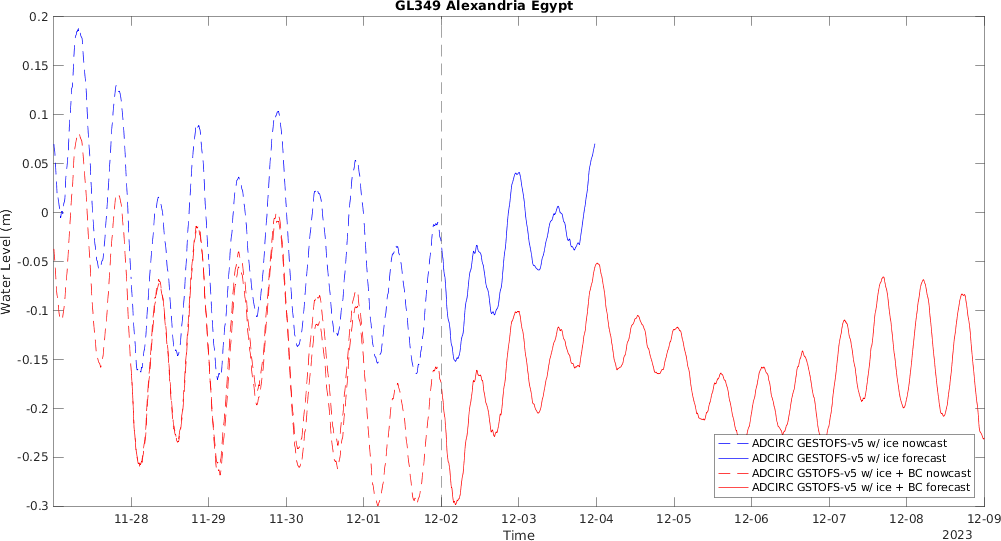 GL349 Alexandria Egypt
Water Level (m)
0.2
0.15
0.1
0.05
0
-0.05
-0.1
-0.15
-0.2
-0.25
-0.3
ADCIRC GESTOFS-v5 w/ ice nowcast
ADCIRC GESTOFS-v5 w/ ice forecast
ADCIRC GSTOFS-v5 w/ ice + BC nowcast
ADCIRC GSTOFS-v5 w/ ice + BC forecast
11-28 11-29 11-30 12-01 12-02 12-03 12-04 12-05 12-06 12-07 12-08 12-09
Time
2023